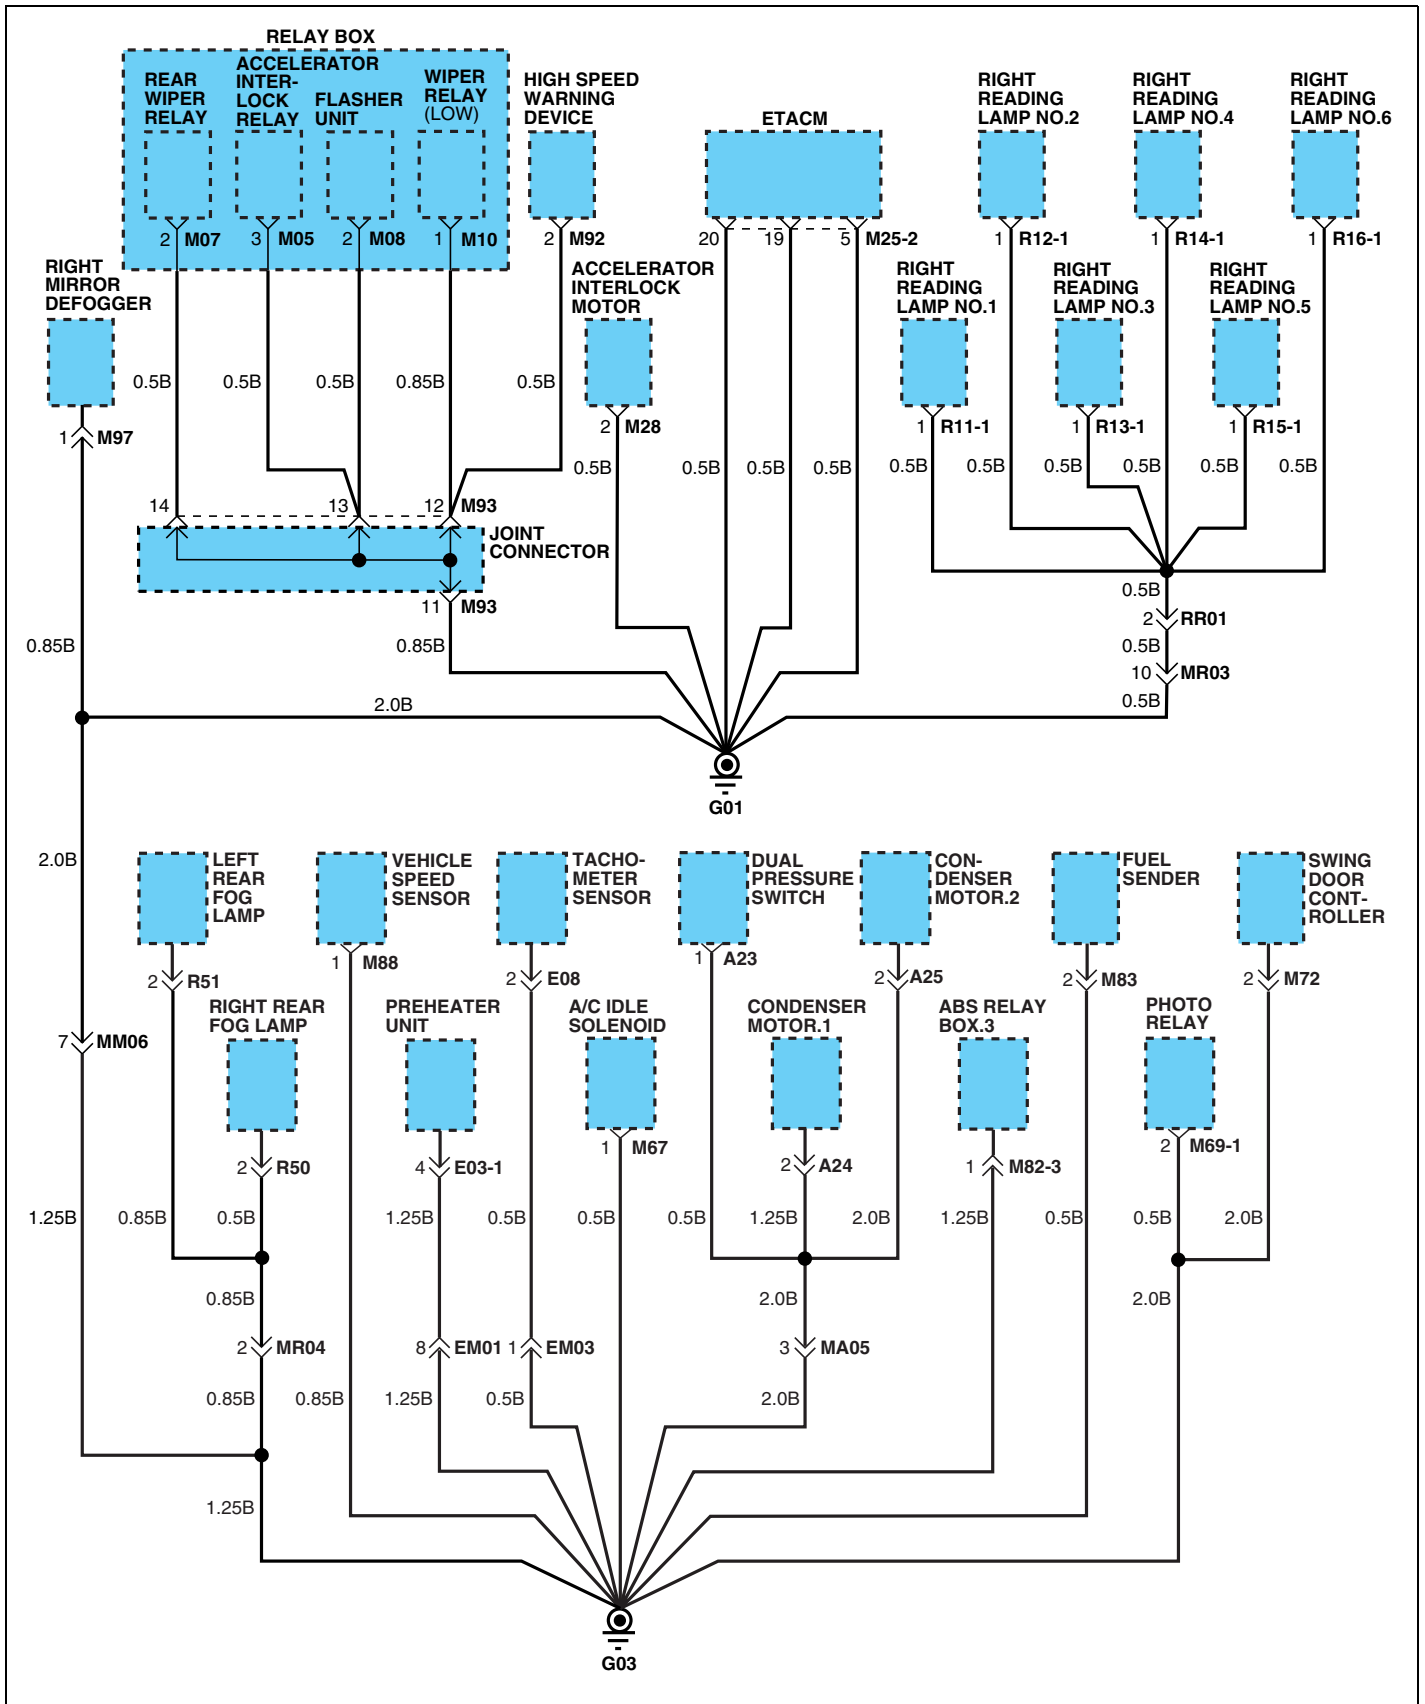 RELAY BOX
REAR
WIPER
RELAY
ACCELERATOR
INTER-
LOCK
RELAY
FLASHER
UNIT
WIPER
RELAY
(LOW)
HIGH SPEED
WARNING
DEVICE
ETACM
RIGHT
READING
LAMP NO.2
RIGHT
READING
LAMP NO.4
RIGHT
READING
LAMP NO.6
2 M07
3 M05
2 M08
1 M10
2 M92
20
19
5 M25-2
1 R12-1
1 R14-1
1 R16-1
RIGHT
MIRROR
DEFOGGER
ACCELERATOR
INTERLOCK
MOTOR
RIGHT
READING
LAMP NO.1
RIGHT
READING
LAMP NO.3
RIGHT
READING
LAMP NO.5
0.5B
0.5B
0.5B
0.85B
0.5B
1 M97
2 M28
1 R11-1
1 R13-1
1 R15-1
0.5B
0.5B
0.5B
0.5B
0.5B
0.5B
0.5B
0.5B
0.5B
0.5B
14
13
12 M93
JOINT
CONNECTOR
11 M93
0.5B
2 RR01
0.85B
0.85B
0.5B
10 MR03
2.0B
0.5B
G01
2.0B
LEFT
REAR
FOG
LAMP
VEHICLE
SPEED
SENSOR
TACHO-
METER
SENSOR
DUAL
PRESSURE
SWITCH
CON-
DENSER
MOTOR.2
FUEL
SENDER
SWING
DOOR
CONT-
ROLLER
2 R51
1 M88
2 E08
1 A23
2 A25
2 M83
2 M72
RIGHT REAR
FOG LAMP
PREHEATER
UNIT
A/C IDLE
SOLENOID
CONDENSER
MOTOR.1
ABS RELAY
BOX.3
PHOTO
RELAY
7 MM06
2 R50
4 E03-1
1 M67
2 A24
1 M82-3
2 M69-1
1.25B
0.85B
0.5B
1.25B
0.5B
0.5B
0.5B
1.25B
2.0B
1.25B
0.5B
0.5B
2.0B
0.85B
2.0B
2.0B
2 MR04
8 EM01
1 EM03
3 MA05
0.85B
0.85B
1.25B
0.5B
2.0B
1.25B
G03